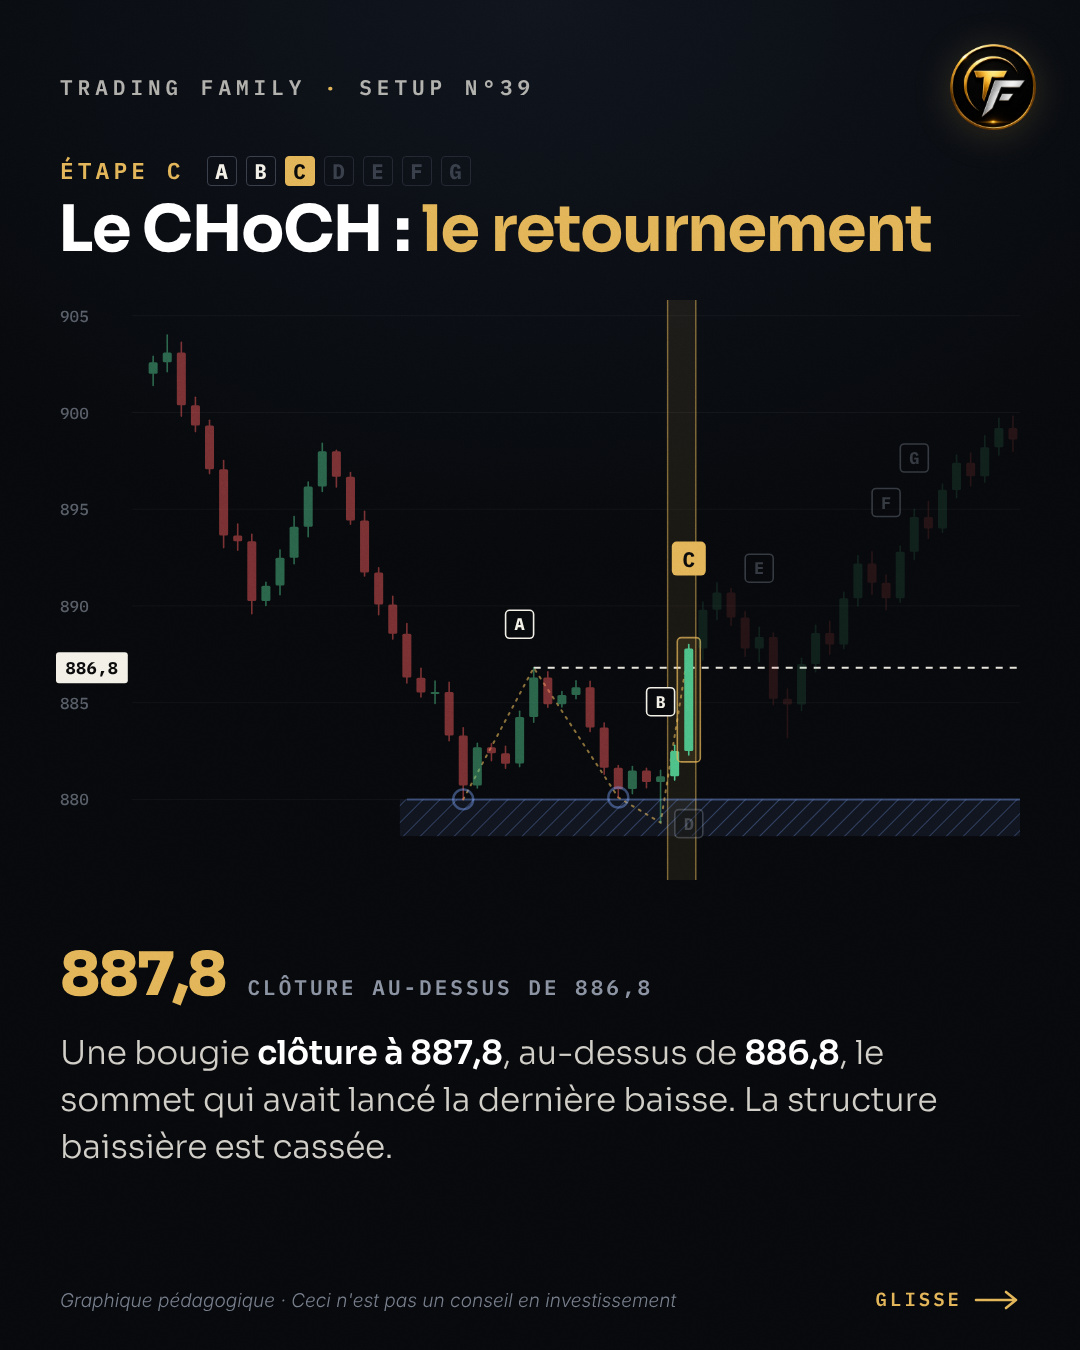 TRADING FAMILY · SETUP N°39
TF
ÉTAPE C A B C D E F G
Le CHoCH : le retournement
905
900
895
890
886,8
885
880
A
B
C
D
E
F
G
887,8 CLÔTURE AU-DESSUS DE 886,8
Une bougie clôture à 887,8, au-dessus de 886,8, le
sommet qui avait lancé la dernière baisse. La structure
baissière est cassée.
Graphique pédagogique · Ceci n'est pas un conseil en investissement
GLISSE →